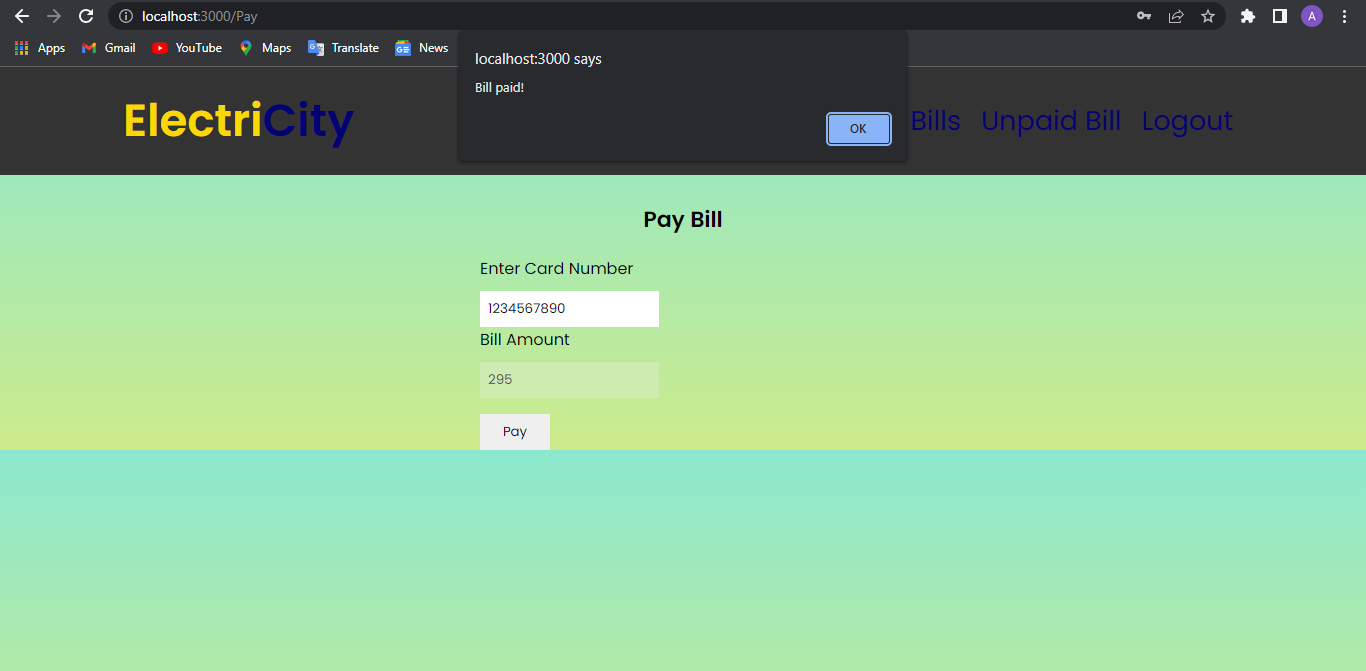 localhost:3000/Pay
A
Apps Gmail YouTube Maps Translate News
localhost:3000 says
Bill paid!
OK
ElectriCity
Bills Unpaid Bill Logout
Pay Bill
Enter Card Number
1234567890
Bill Amount
295
Pay